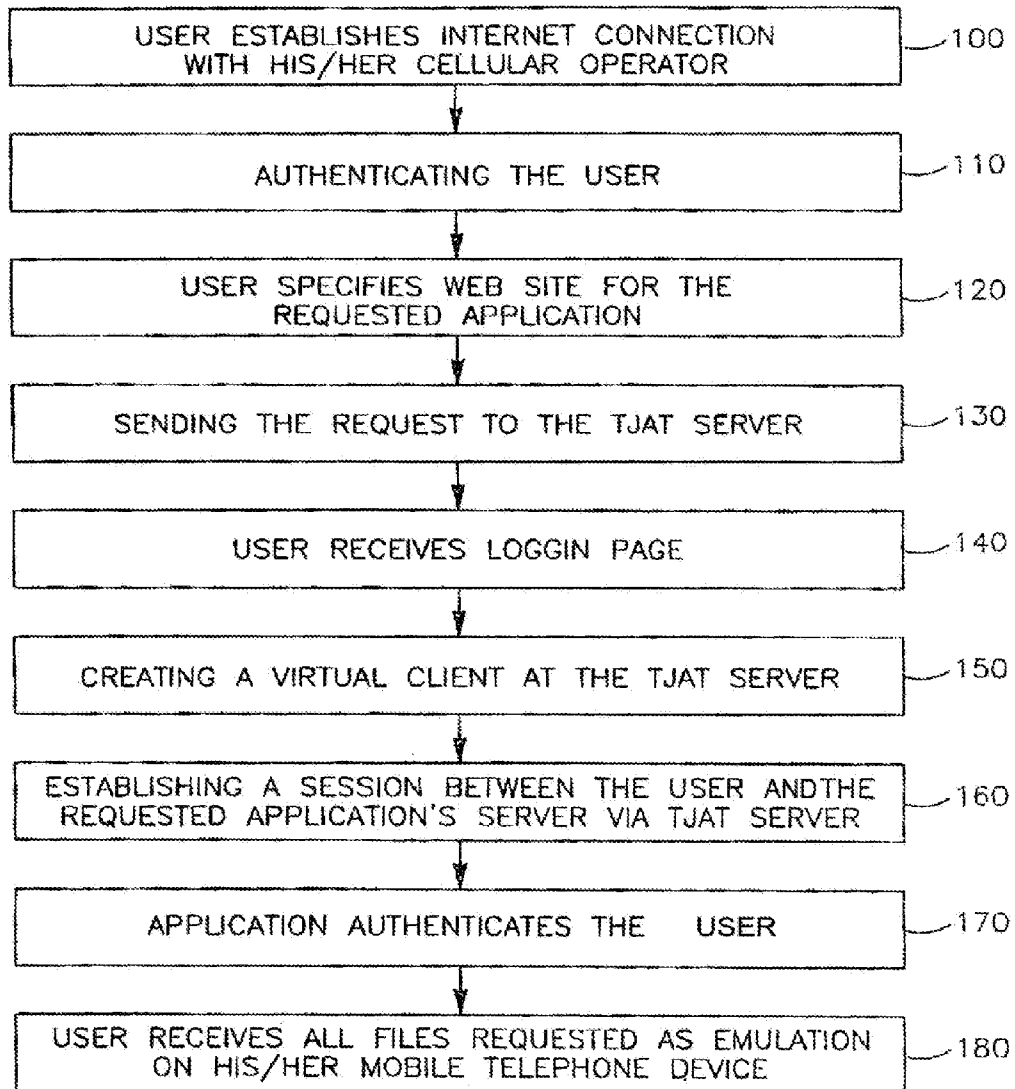 USER ESTABLISHES INTERNET CONNECTION
WITH HIS/HER CELLULAR OPERATOR
100
AUTHENTICATING THE USER
110
USER SPECIFIES WEB SITE FOR THE
REQUESTED APPLICATION
120
SENDING THE REQUEST TO THE TJAT SERVER
130
USER RECEIVES LOGGIN PAGE
140
CREATING A VIRTUAL CLIENT AT THE TJAT SERVER
150
ESTABLISHING A SESSION BETWEEN THE USER ANDTHE
REQUESTED APPLICATION'S SERVER VIA TJAT SERVER
160
APPLICATION AUTHENTICATES THE USER
170
USER RECEIVES ALL FILES REQUESTED AS EMULATION
ON HIS/HER MOBILE TELEPHONE DEVICE
180